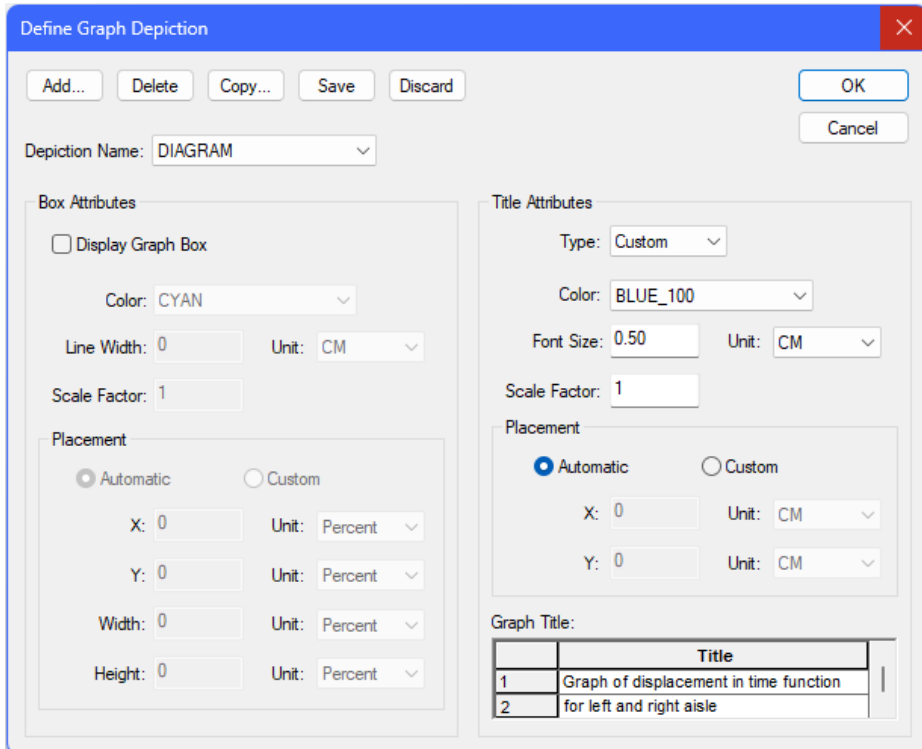 Define Graph Depiction
Add... Delete Copy... Save Discard OK
Cancel
Depiction Name: DIAGRAM
Box Attributes
Display Graph Box
Color: CYAN
Line Width: 0 Unit: CM
Scale Factor: 1
Placement
Automatic Custom
X: 0 Unit: Percent
Y: 0 Unit: Percent
Width: 0 Unit: Percent
Height: 0 Unit: Percent
Title Attributes
Type: Custom
Color: BLUE_100
Font Size: 0.50 Unit: CM
Scale Factor: 1
Placement
Automatic Custom
X: 0 Unit: CM
Y: 0 Unit: CM
Graph Title:
Title
1 Graph of displacement in time function
2 for left and right aisle